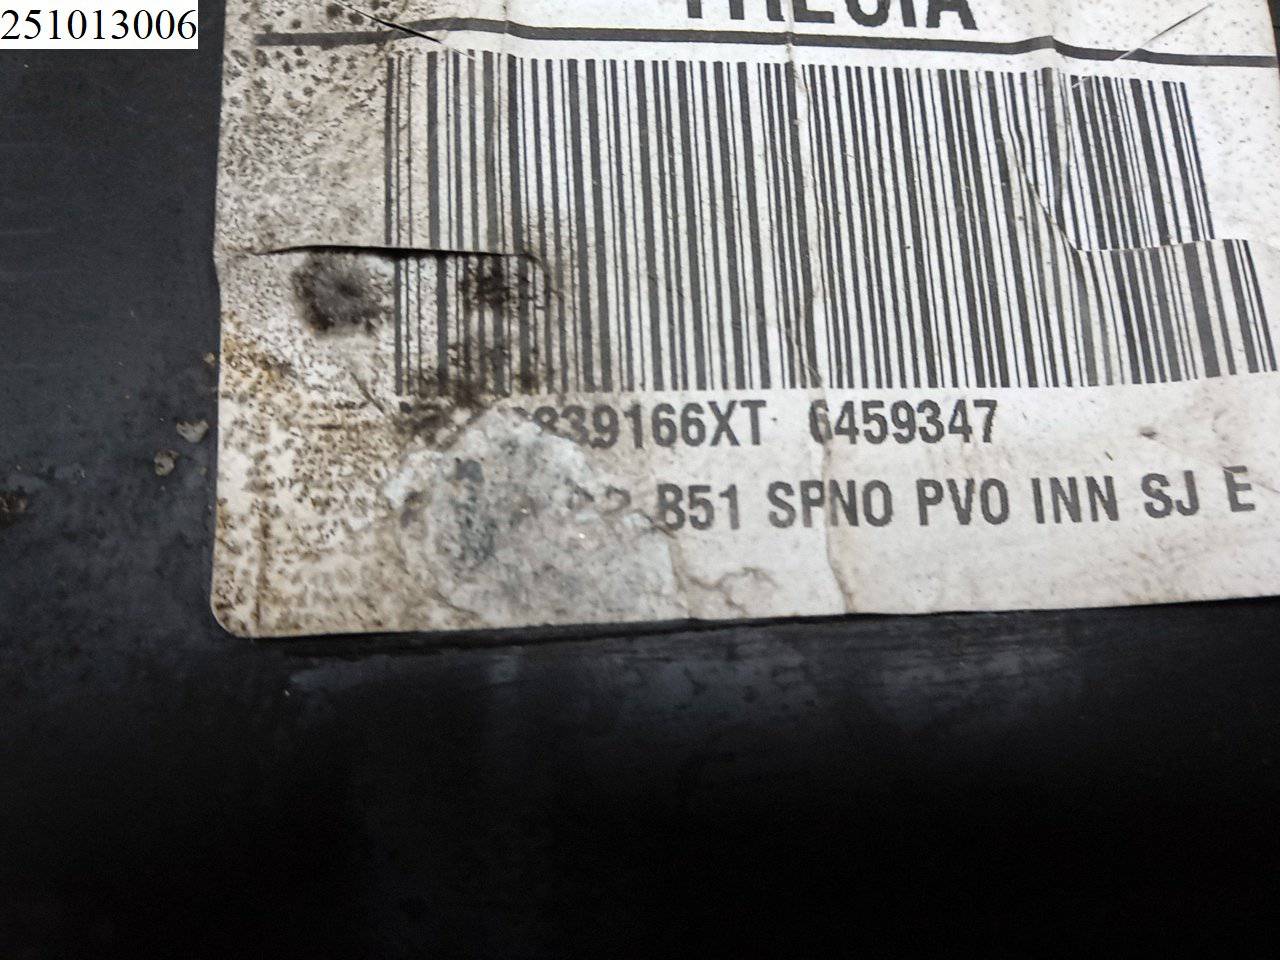 251013006
839166XT 6459347
B51 SPNO PVO INN SJ E